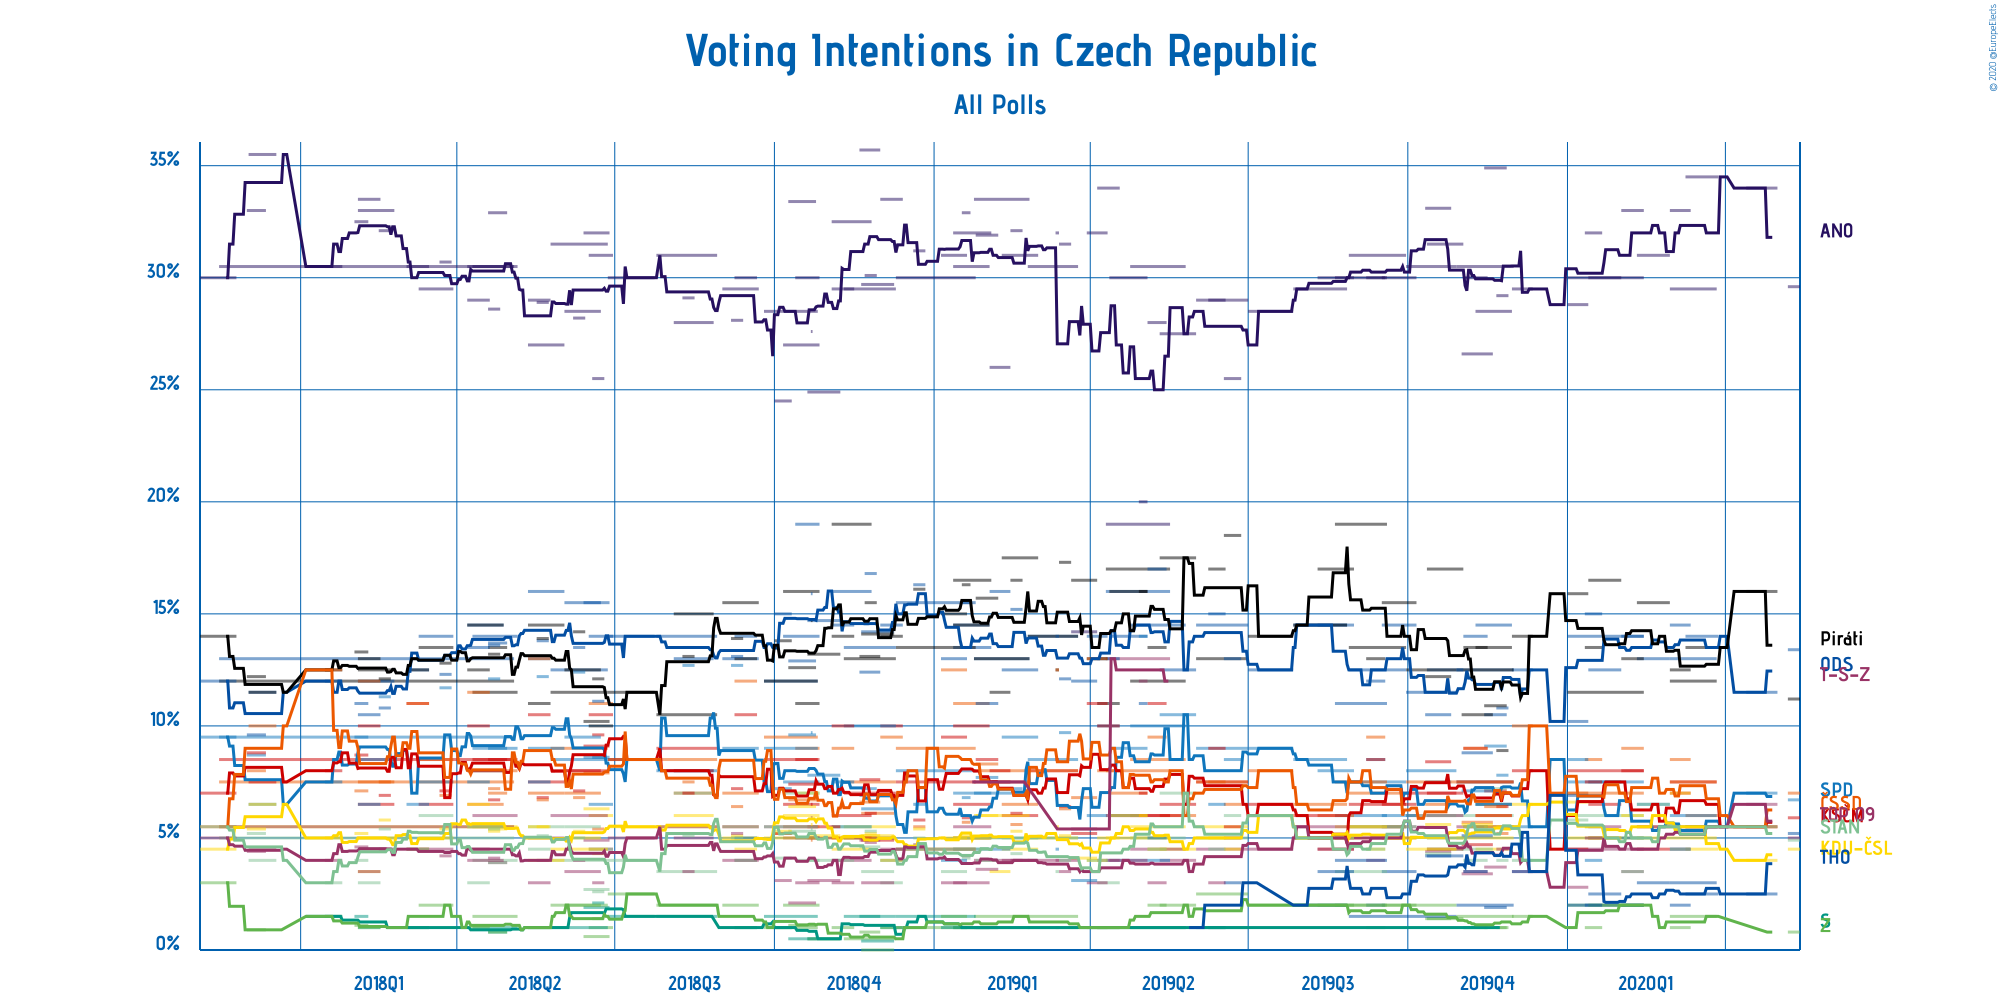 Voting Intentions in Czech Republic
All Polls
© 2020 @EuropeElects
35%
30%
25%
20%
15%
10%
5%
0%
ANO
Piráti
ODS
T-S-Z
SPD
ČSSD
KSČM
STAN
KDU-ČSL
THO
S
Z
2018Q1
2018Q2
2018Q3
2018Q4
2019Q1
2019Q2
2019Q3
2019Q4
2020Q1